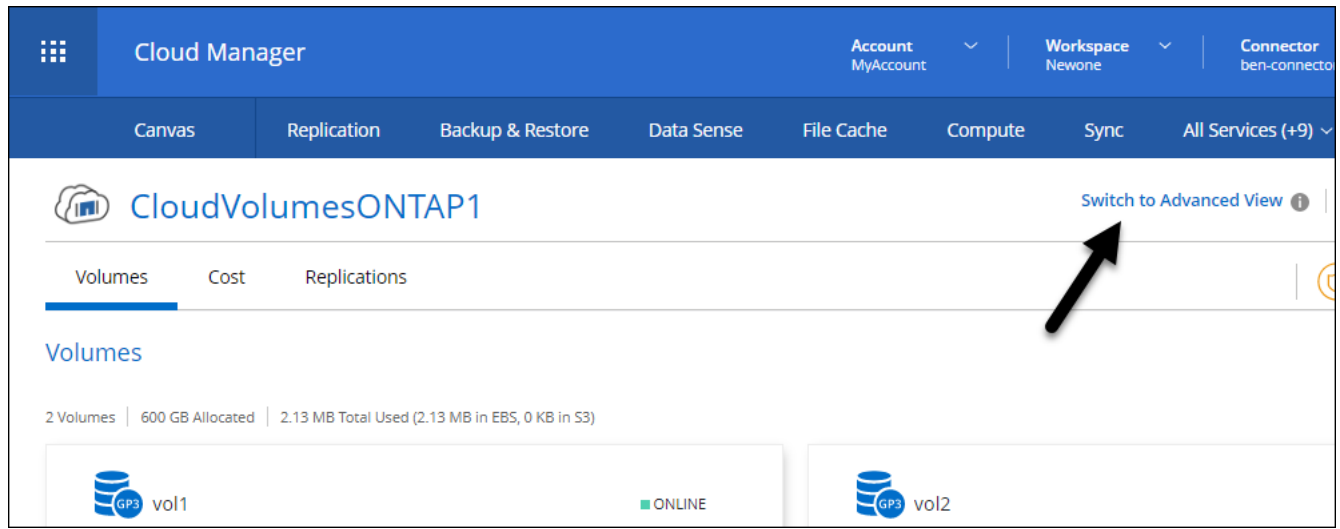 Cloud Manager
Account
MyAccount
Workspace
Newone
Connector
ben-connecto
Canvas Replication Backup & Restore Data Sense File Cache Compute Sync All Services (+9)
CloudVolumesONTAP1
Switch to Advanced View
Volumes Cost Replications
Volumes
2 Volumes | 600 GB Allocated | 2.13 MB Total Used (2.13 MB in EBS, 0 KB in S3)
GP3 vol1 ONLINE GP3 vol2